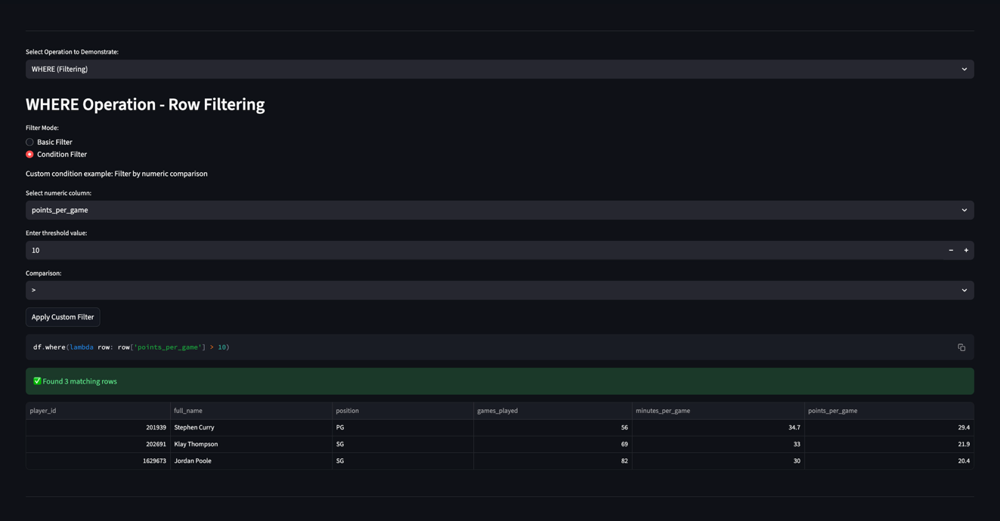 Select Operation to Demonstrate:
WHERE (Filtering)
WHERE Operation - Row Filtering
Filter Mode:
Basic Filter
Condition Filter
Custom condition example: Filter by numeric comparison
Select numeric column:
points_per_game
Enter threshold value:
10 − +
Comparison:
>
Apply Custom Filter
df.where(lambda row: row['points_per_game'] > 10)
✅ Found 3 matching rows
player_id full_name position games_played minutes_per_game points_per_game
201939 Stephen Curry PG 56 34.7 29.4
202691 Klay Thompson SG 69 33 21.9
1629673 Jordan Poole SG 82 30 20.4